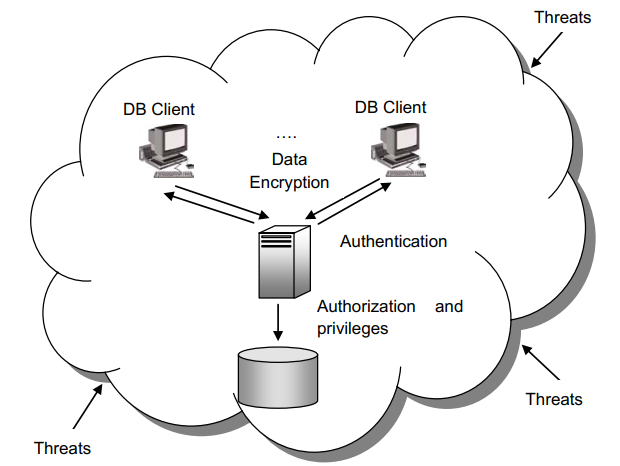 Threats
DB Client
DB Client
....
Data
Encryption
Authentication
Authorization and
privileges
Threats
Threats